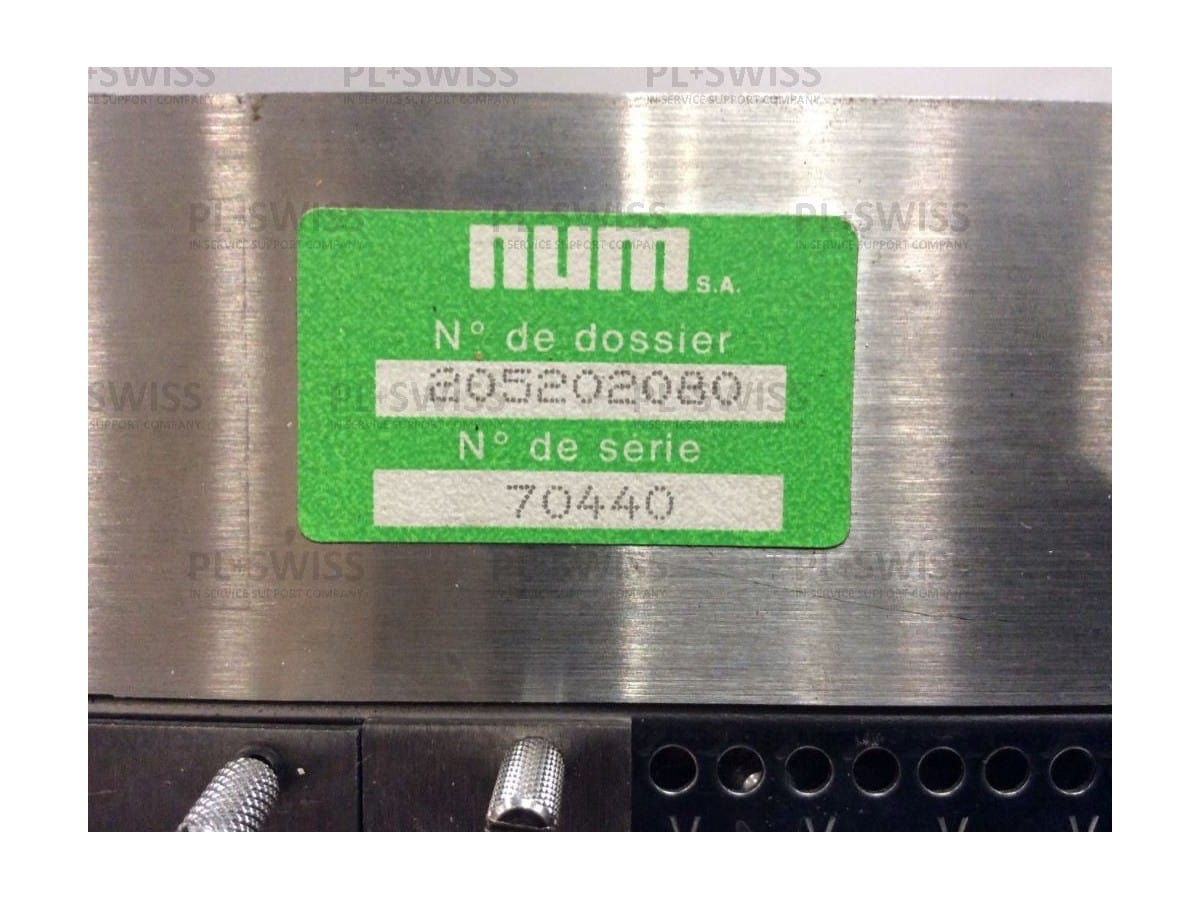 PL+SWISS
IN SERVICE SUPPORT COMPANY
num S.A.
N° de dossier
205202080
N° de série
70440